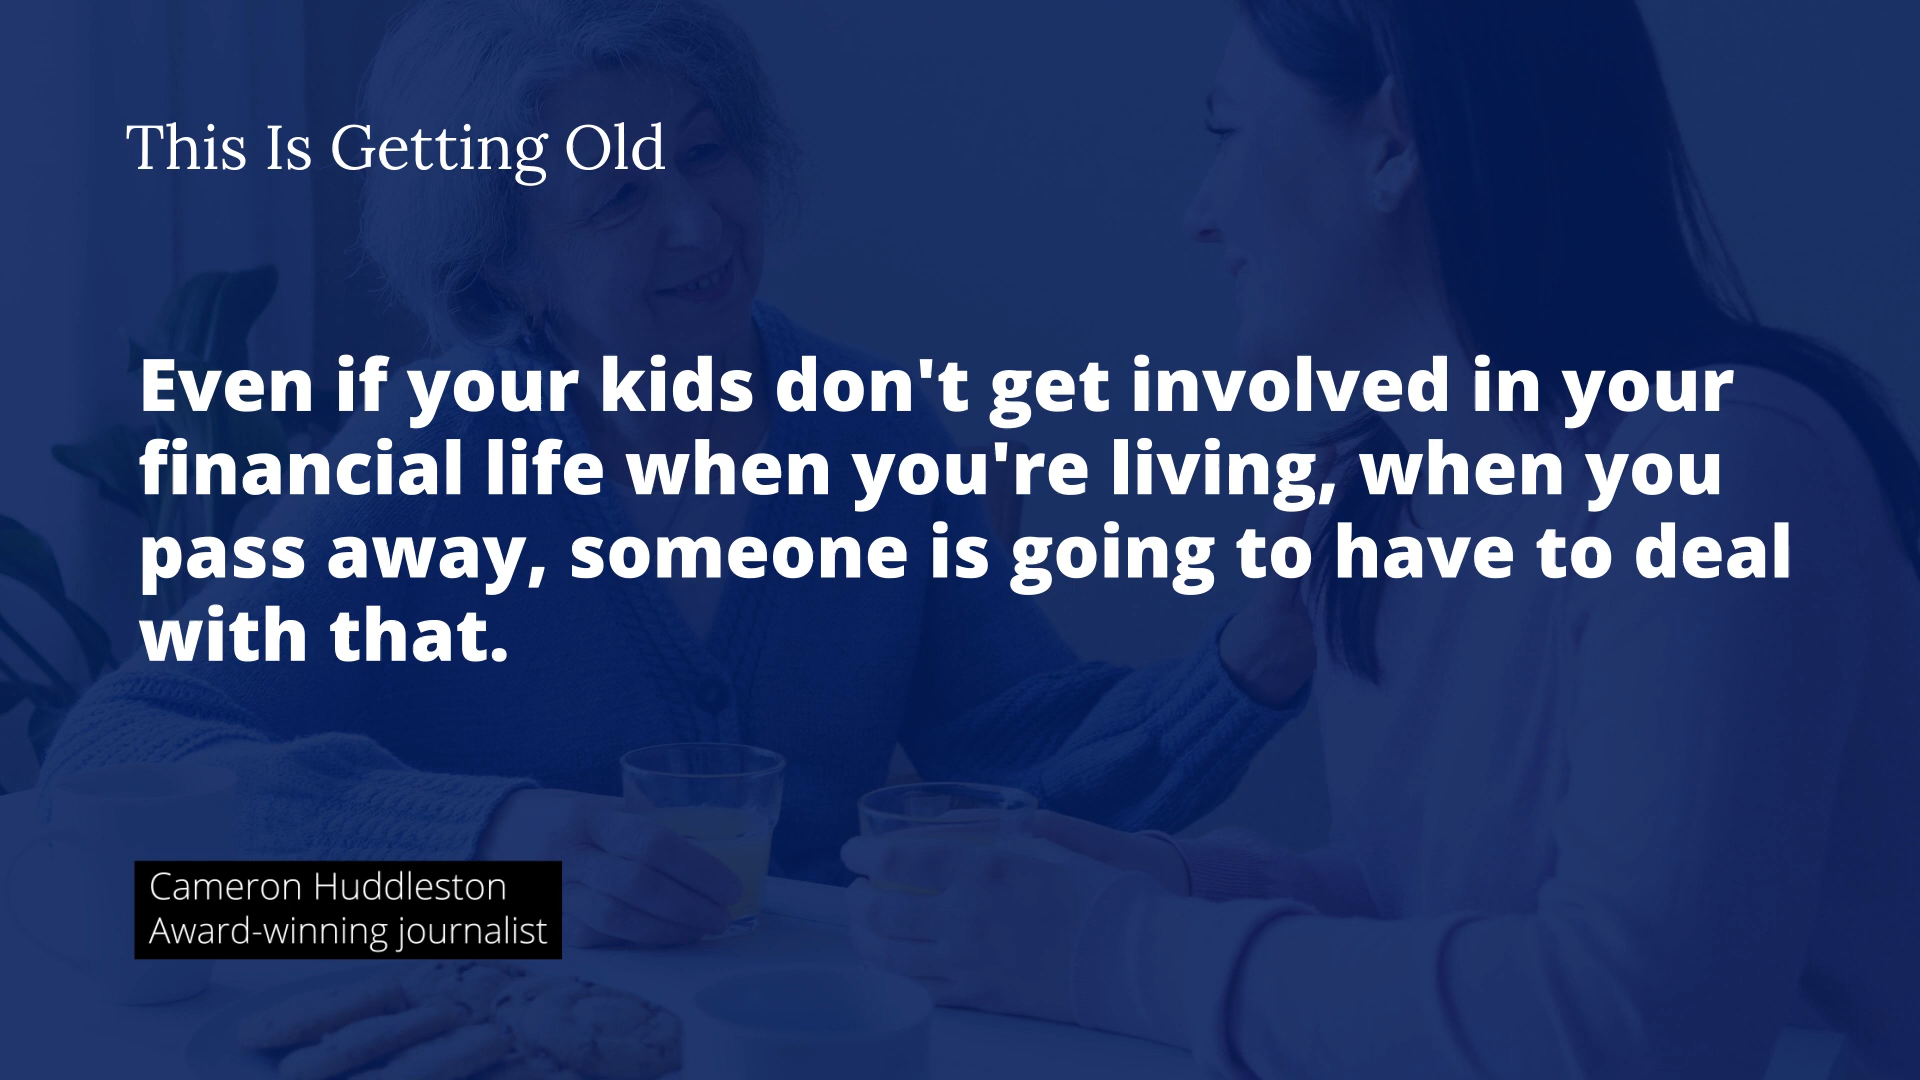 This Is Getting Old
Even if your kids don't get involved in your
financial life when you're living, when you
pass away, someone is going to have to deal
with that.
Cameron Huddleston
Award-winning journalist